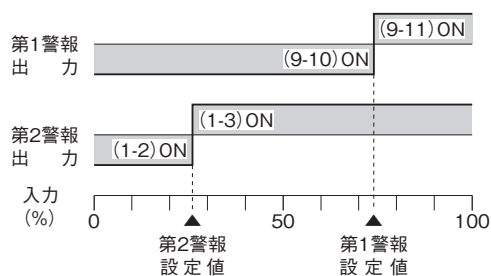 第1警報
出 力
(9-10)ON
(9-11)ON
第2警報
出 力
(1-2)ON
(1-3)ON
入力
(%)
0
50
100
第2警報
設定値
第1警報
設定値